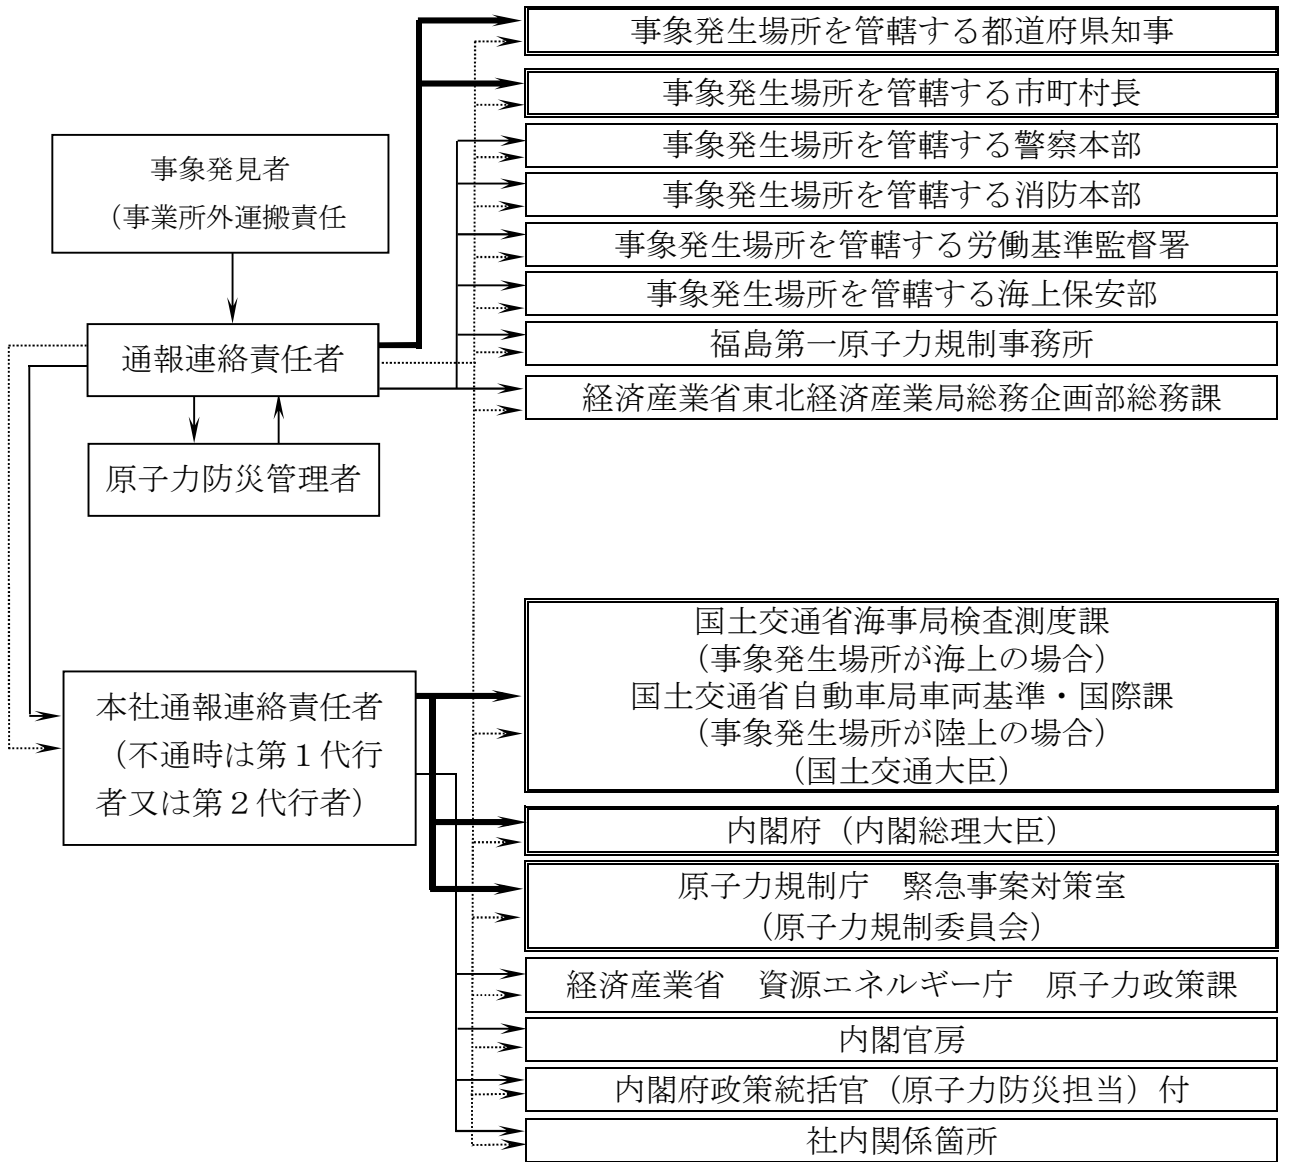 事象発生場所を管轄する都道府県知事
事象発生場所を管轄する市町村長
事象発生場所を管轄する警察本部
事象発見者
（事業所外運搬責任
事象発生場所を管轄する消防本部
事象発生場所を管轄する労働基準監督署
事象発生場所を管轄する海上保安部
通報連絡責任者
福島第一原子力規制事務所
経済産業省東北経済産業局総務企画部総務課
原子力防災管理者
国土交通省海事局検査測度課
（事象発生場所が海上の場合）
国土交通省自動車局車両基準・国際課
（事象発生場所が陸上の場合）
（国土交通大臣）
本社通報連絡責任者
（不通時は第１代行
者又は第２代行者）
内閣府（内閣総理大臣）
原子力規制庁　緊急事案対策室
（原子力規制委員会）
経済産業省　資源エネルギー庁　原子力政策課
内閣官房
内閣府政策統括官（原子力防災担当）付
社内関係箇所